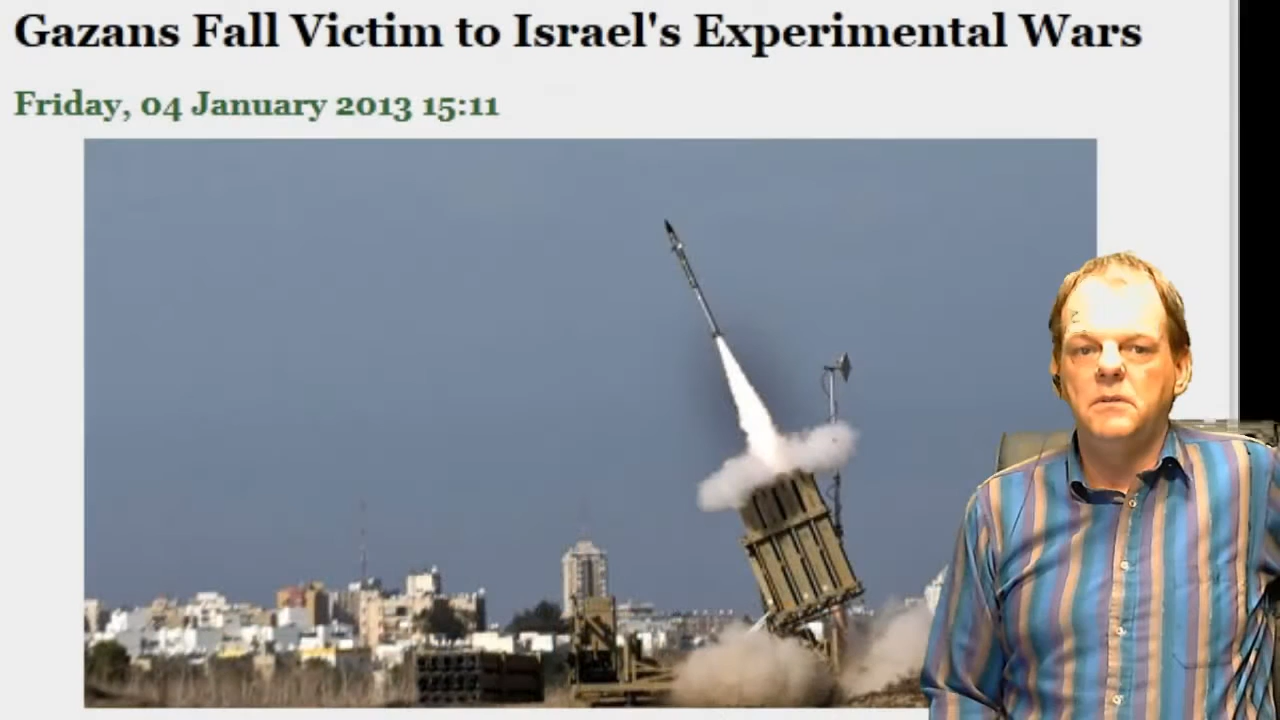 Gazans Fall Victim to Israel's Experimental Wars
Friday, 04 January 2013 15:11